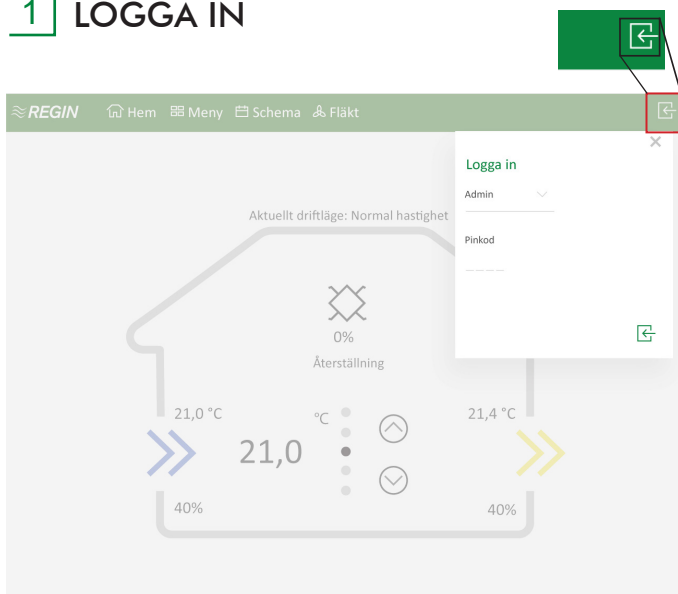 1 LOGGA IN
REGIN Hem Meny Schema Fläkt
Logga in
Admin
Pinkod
Aktuellt driftläge: Normal hastighet
0%
Återställning
21,0 °C
°C
21,0
21,4 °C
40%
40%